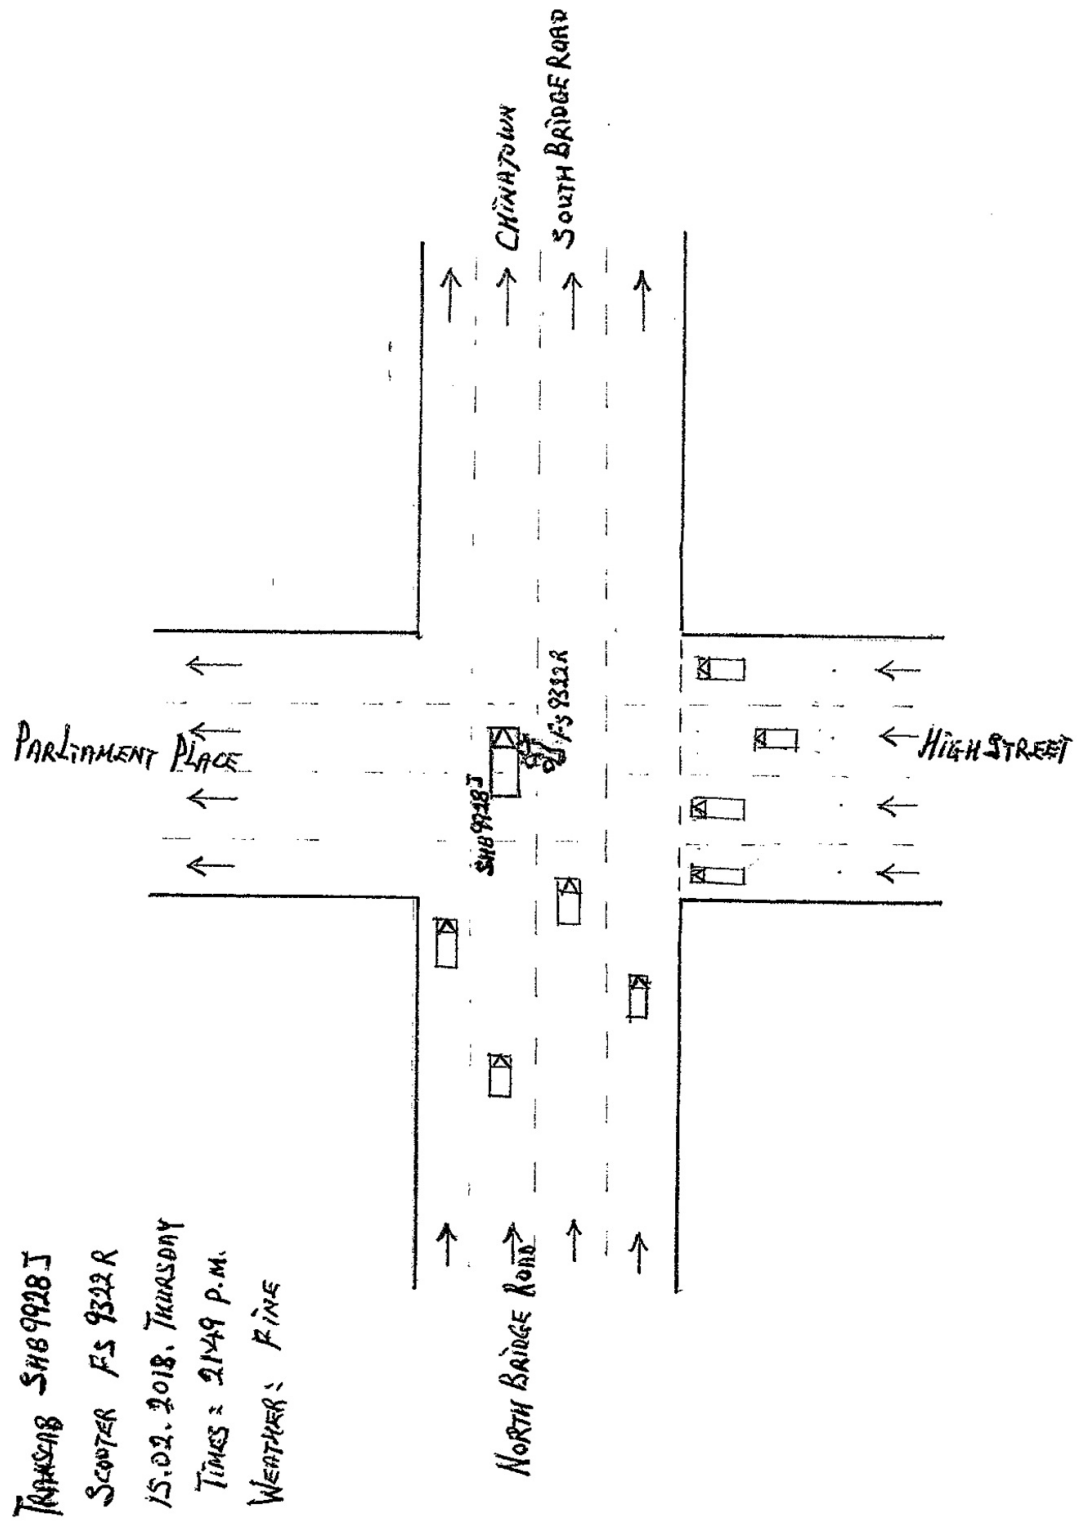 TRANSCAB SHB9928J
SCOOTER FS 9322R
15.02.2018. THURSDAY
TIMES: 2149 P.M.
WEATHER: FINE
CHINATOWN
SOUTH BRIDGE ROAD
PARLIAMENT PLACE
SHB9928J
FS 9322R
HIGH STREET
NORTH BRIDGE ROAD